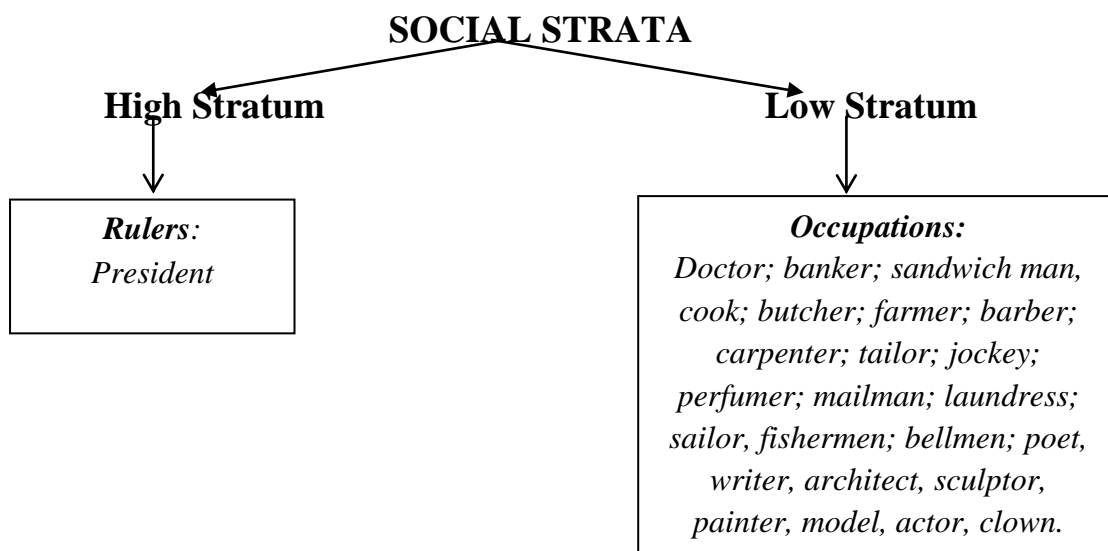 SOCIAL STRATA
High Stratum
Low Stratum
Rulers:
President
Occupations:
Doctor; banker; sandwich man,
cook; butcher; farmer; barber;
carpenter; tailor; jockey;
perfumer; mailman; laundress;
sailor, fishermen; bellmen; poet,
writer, architect, sculptor,
painter, model, actor, clown.